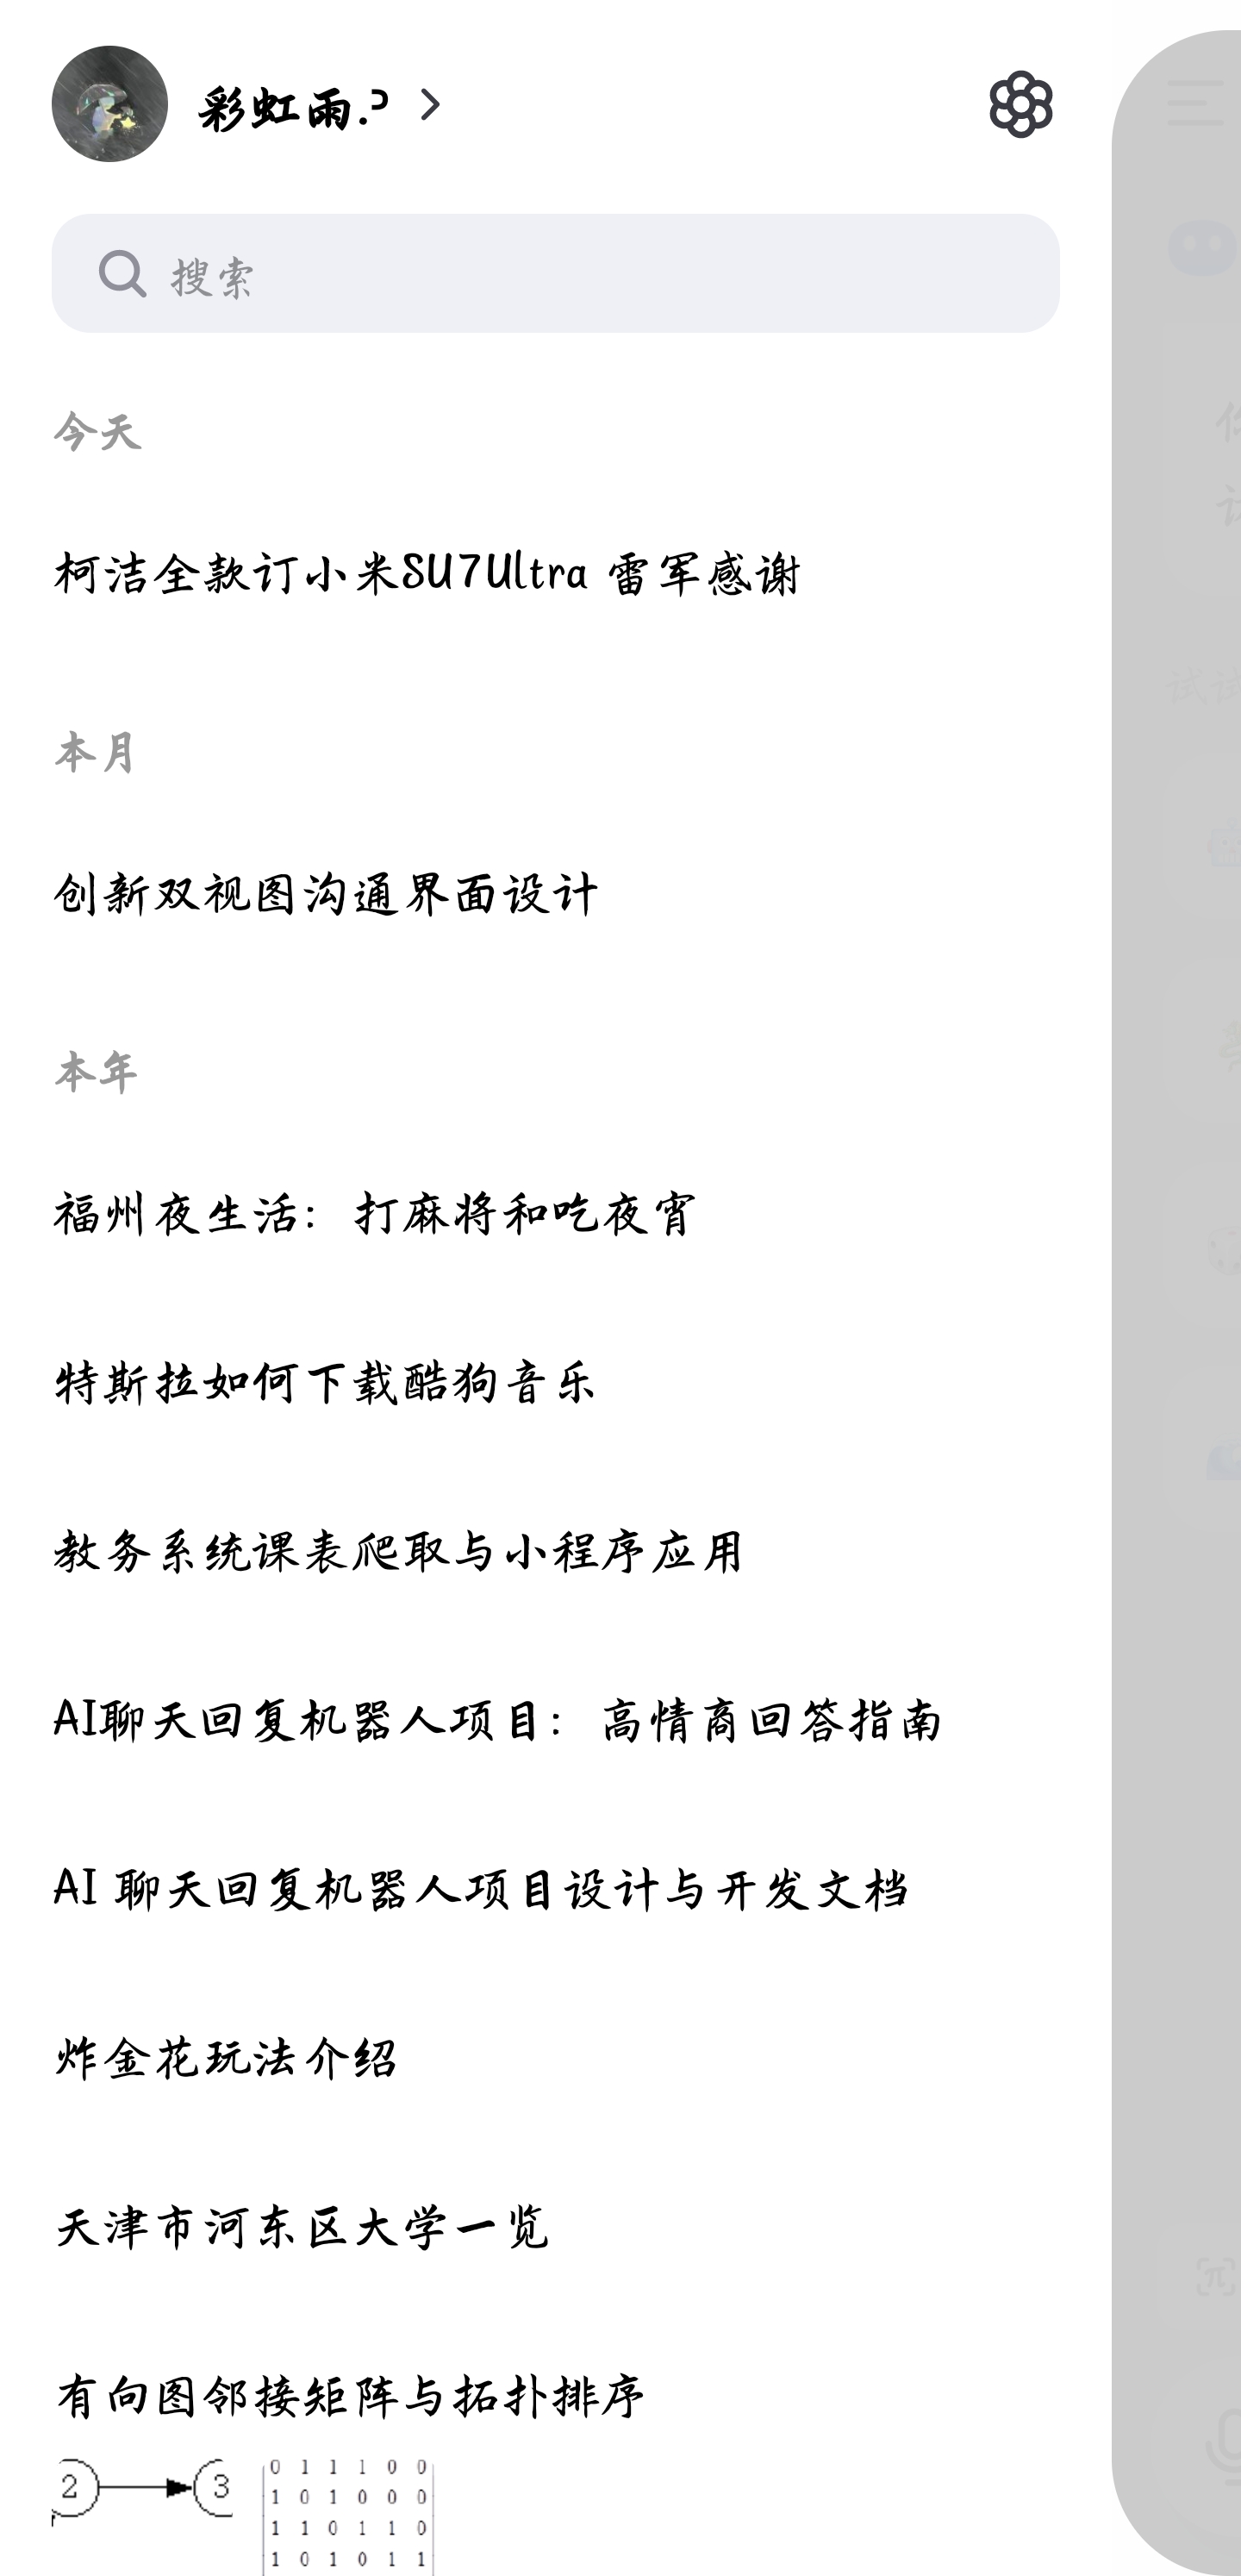 彩虹雨.
搜索
今天
柯洁全款订小米SU7Ultra 雷军感谢
本月
创新双视图沟通界面设计
本年
福州夜生活：打麻将和吃夜宵
特斯拉如何下载酷狗音乐
教务系统课表爬取与小程序应用
AI聊天回复机器人项目：高情商回答指南
AI 聊天回复机器人项目设计与开发文档
炸金花玩法介绍
天津市河东区大学一览
有向图邻接矩阵与拓扑排序
2 3
0 1 1 1 0 0
1 0 1 0 0 0
1 1 0 1 1 0
1 0 1 0 1 1
试试
π